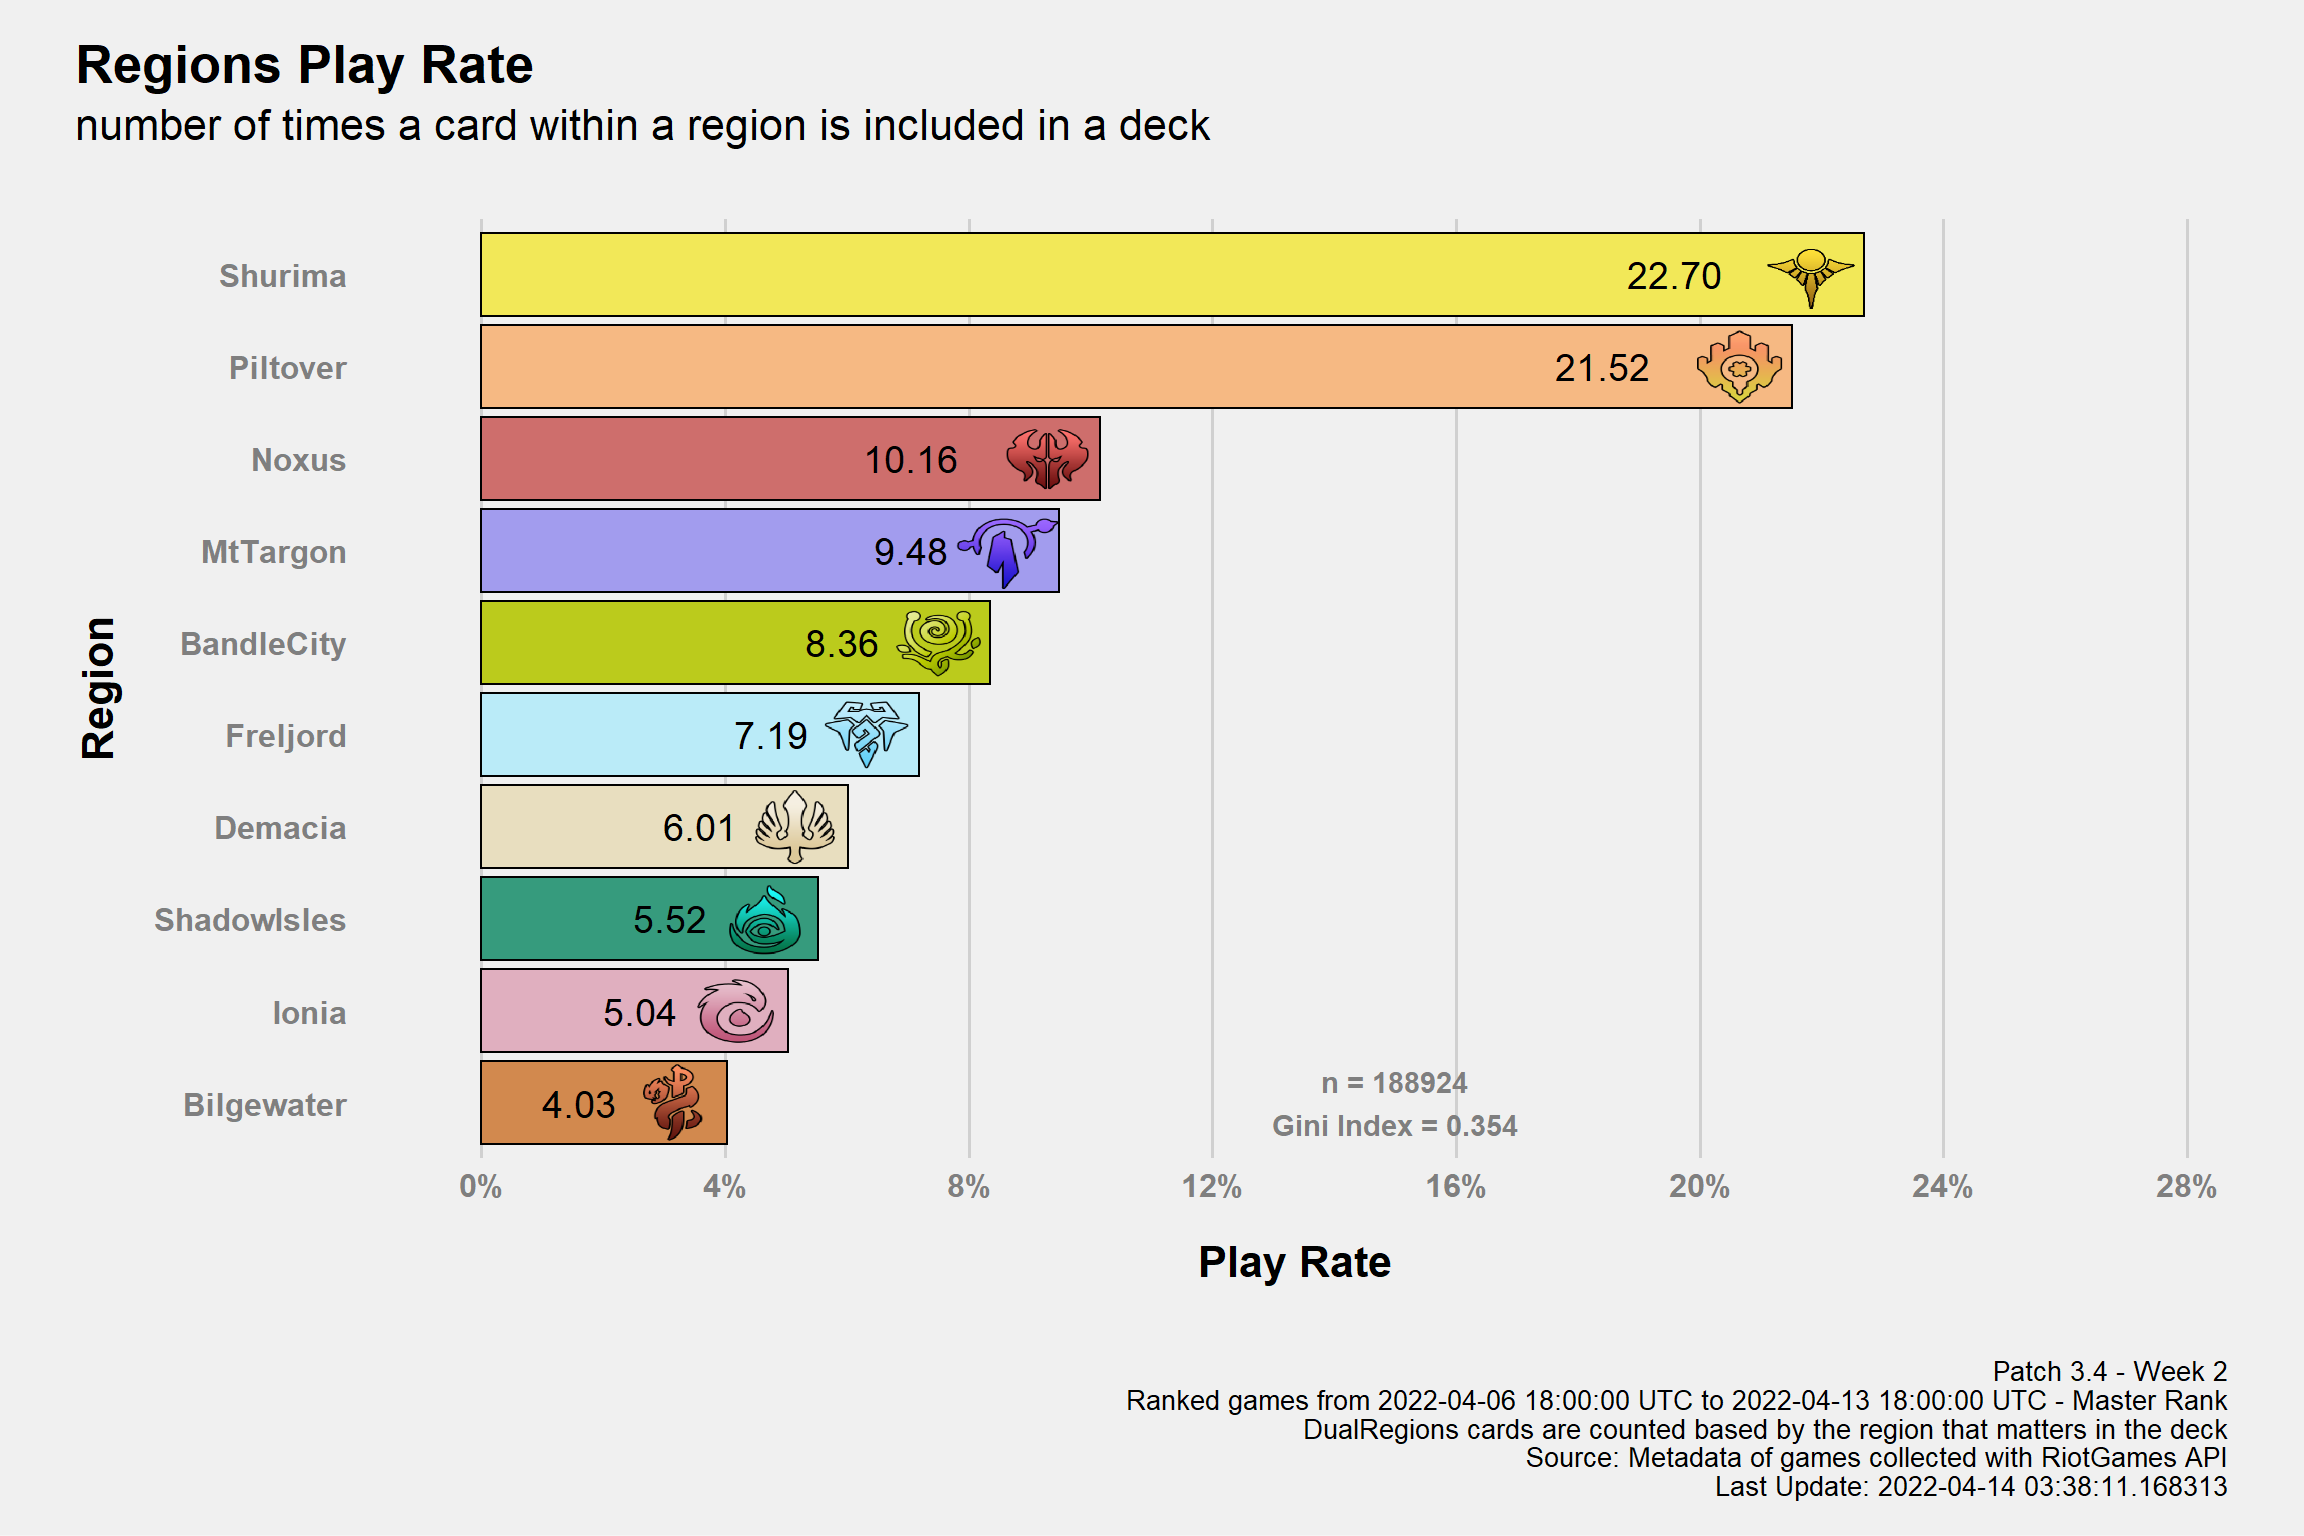 Regions Play Rate
number of times a card within a region is included in a deck
Shurima
22.70
Piltover
21.52
Noxus
10.16
MtTargon
9.48
BandleCity
8.36
Freljord
7.19
Demacia
6.01
ShadowIsles
5.52
Ionia
5.04
Bilgewater
4.03
Region
n = 188924
Gini Index = 0.354
0% 4% 8% 12% 16% 20% 24% 28%
Play Rate
Patch 3.4 - Week 2
Ranked games from 2022-04-06 18:00:00 UTC to 2022-04-13 18:00:00 UTC - Master Rank
DualRegions cards are counted based by the region that matters in the deck
Source: Metadata of games collected with RiotGames API
Last Update: 2022-04-14 03:38:11.168313